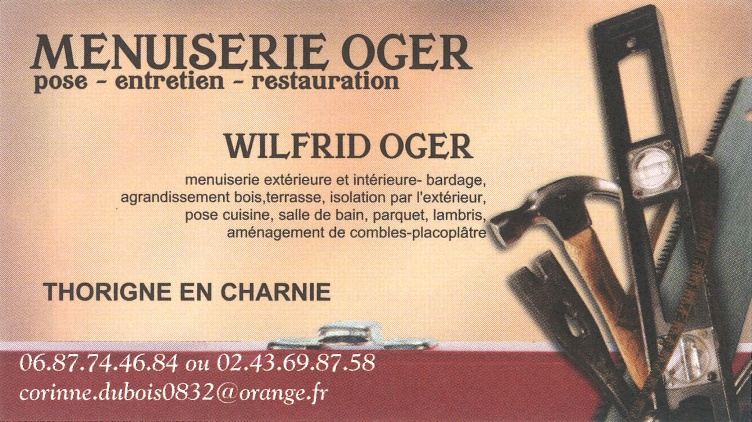 MENUISERIE OGER
pose - entretien - restauration
WILFRID OGER
menuiserie extérieure et intérieure- bardage,
agrandissement bois,terrasse, isolation par l'extérieur,
pose cuisine, salle de bain, parquet, lambris,
aménagement de combles-placoplâtre
THORIGNE EN CHARNIE
06.87.74.46.84 ou 02.43.69.87.58
corinne.dubois0832@orange.fr